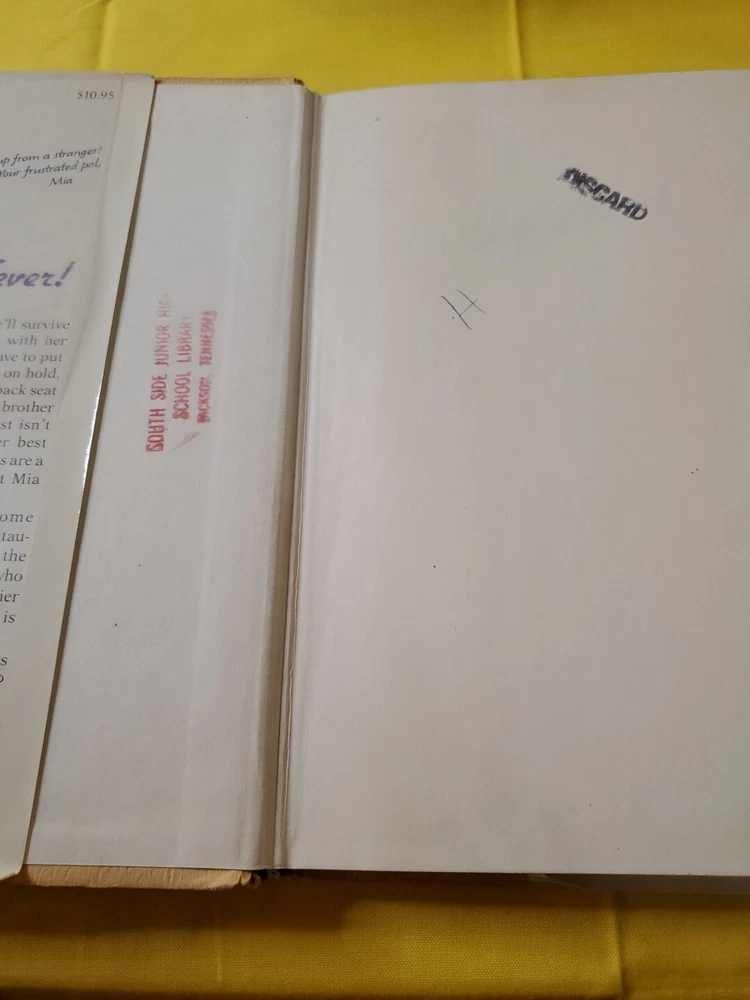 $10.95
up from a stranger!
Your frustrated pal,
Mia
ever!
e'll survive
with her
ave to put
on hold,
back seat
brother
st isn't
er best
s are a
t Mia
ome
tau-
the
who
ier
is
s
o
SOUTH SIDE JUNIOR HIG
SCHOOL LIBRARY
JACKSON, TENNESSEE
DISCARD
H